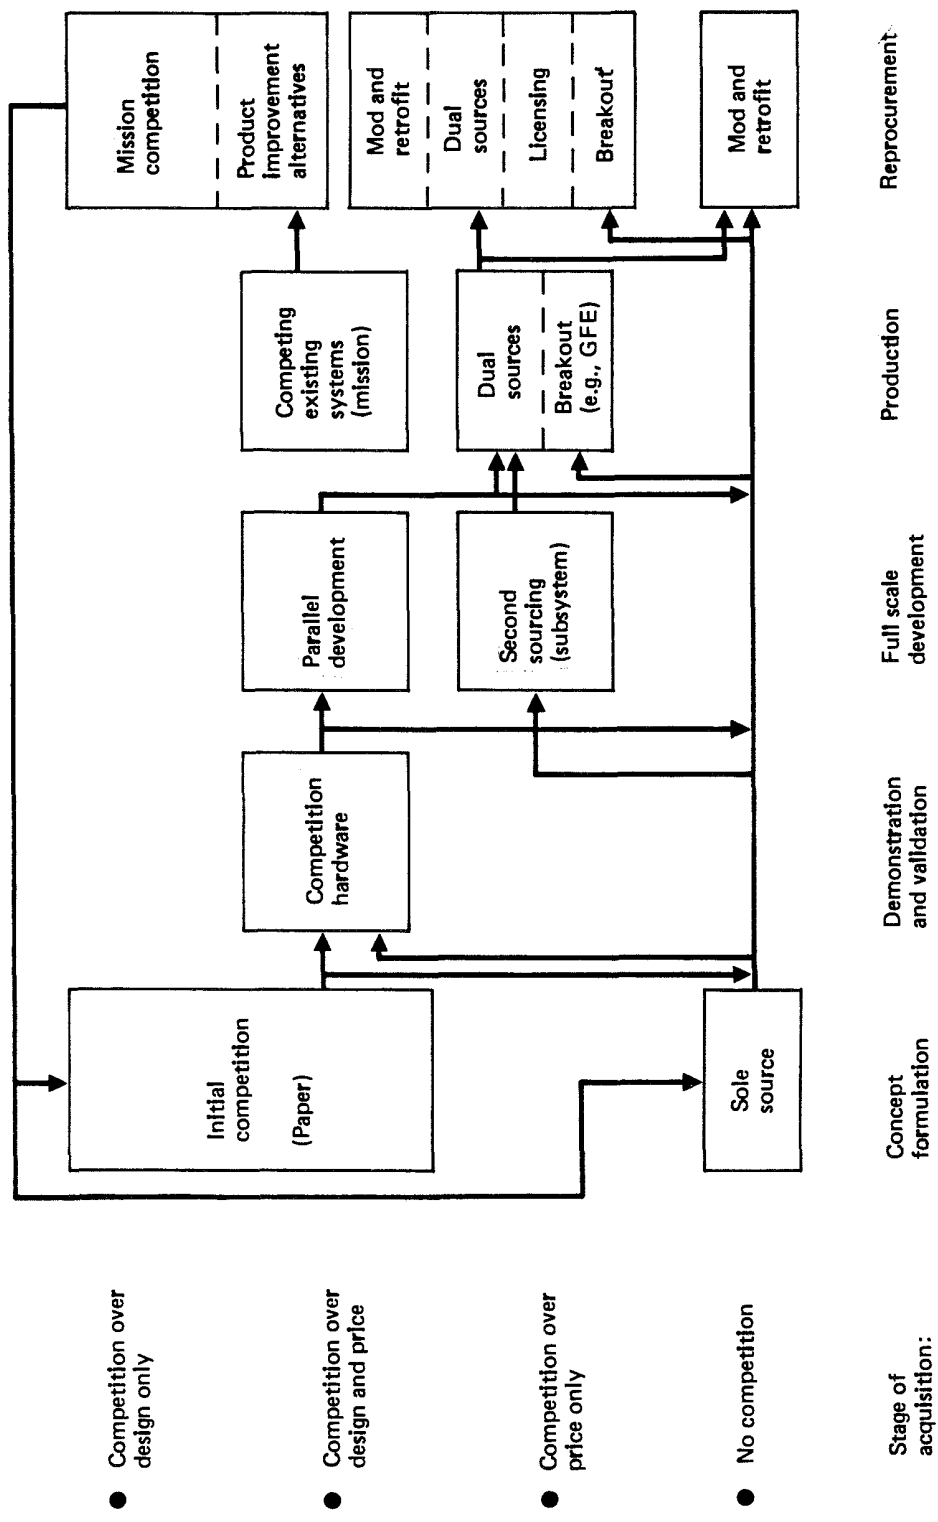 Competition over
design only
Initial
competition
(Paper)
Mission
competition
Product
improvement
alternatives
Competition over
design and price
Competition
hardware
Parallel
development
Competing
existing
systems
(mission)
Competition over
price only
Second
sourcing
(subsystem)
Dual
sources
Breakout
(e.g., GFE)
Mod and
retrofit
Dual
sources
Licensing
Breakout
No competition
Sole
source
Mod and
retrofit
Stage of
acquisition:
Concept
formulation
Demonstration
and validation
Full scale
development
Production
Reprocurement